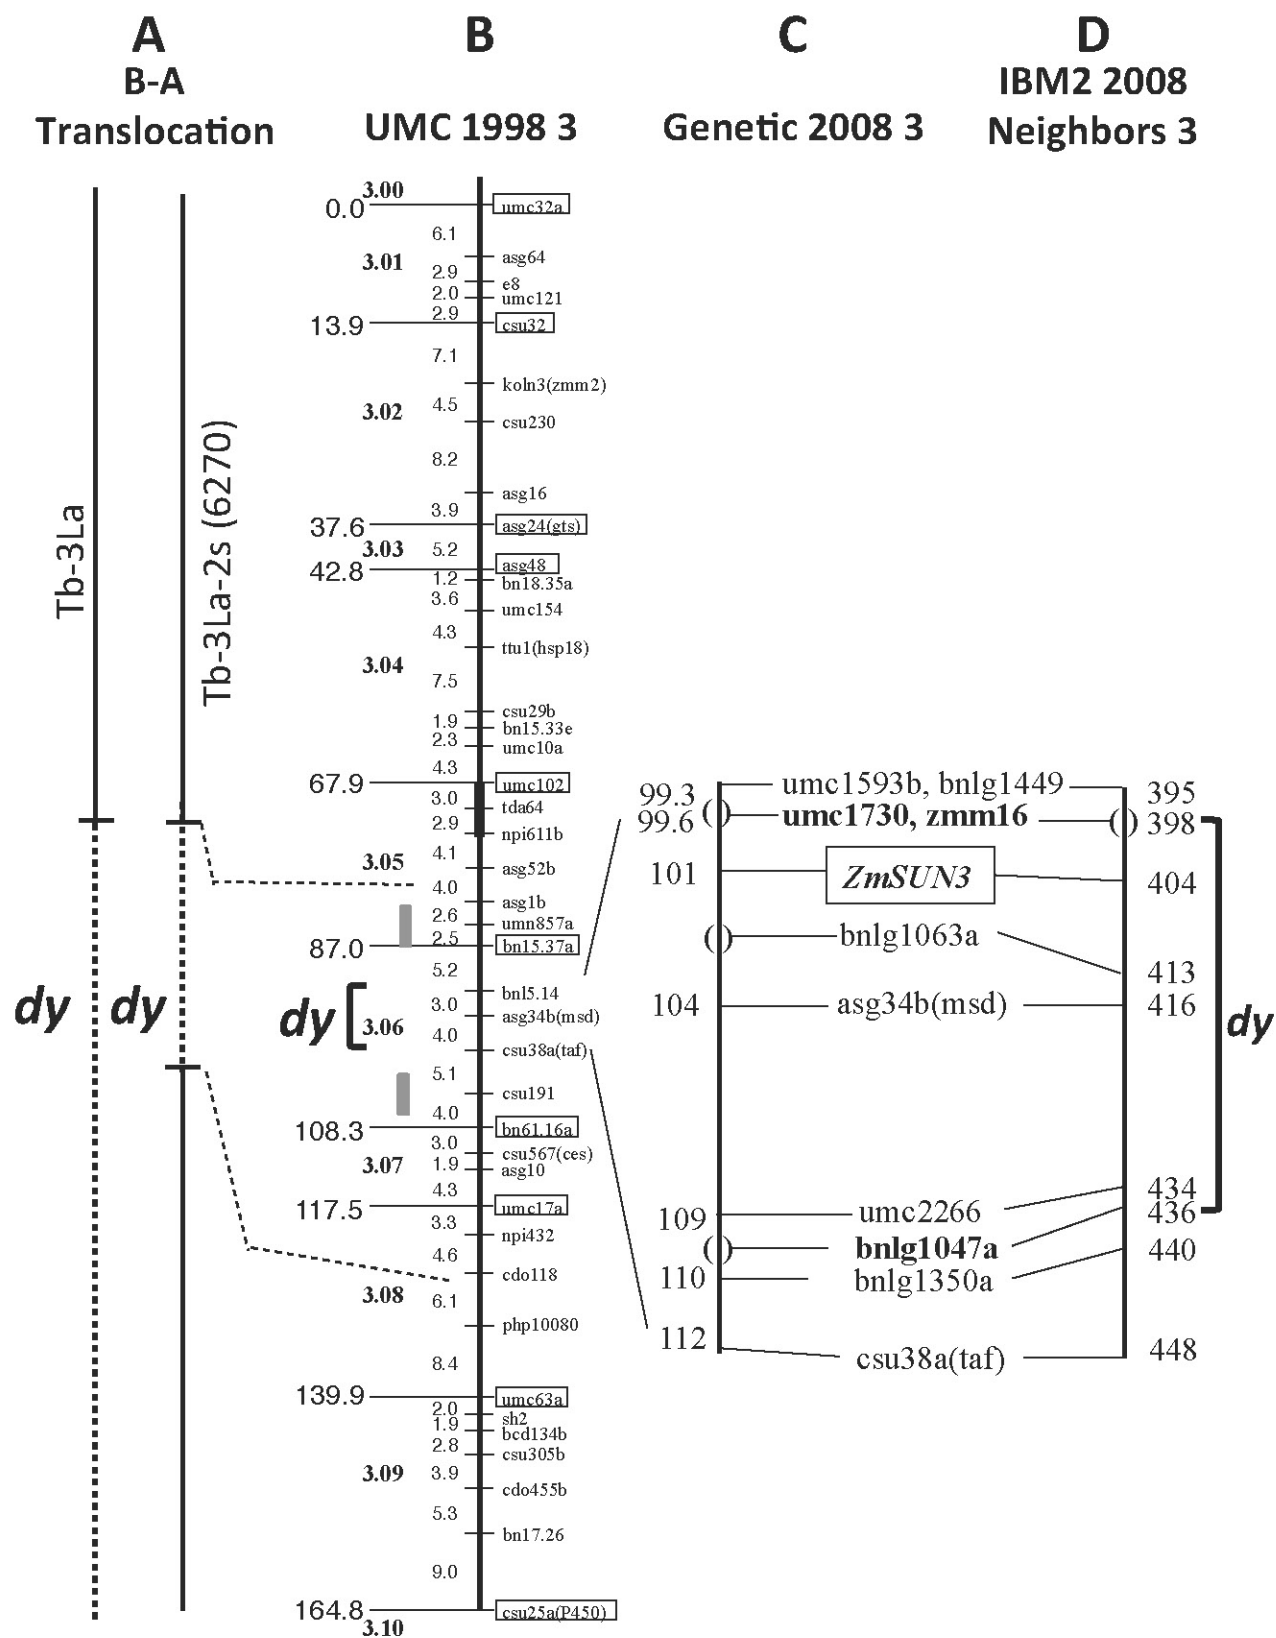 A
B-A
Translocation
B
UMC 1998 3
C
Genetic 2008 3
D
IBM2 2008
Neighbors 3
Tb-3La
Tb-3La-2s (6270)
dy
dy
3.00
0.0
umc32a
6.1
3.01
asg64
2.9
e8
2.0
umc121
2.9
13.9
csu32
7.1
koln3(zmm2)
3.02
4.5
csu230
8.2
asg16
3.9
37.6
asg24(gts)
3.03
5.2
42.8
asg48
1.2
bn18.35a
3.6
umc154
4.3
ttu1(hsp18)
3.04
7.5
csu29b
1.9
bn15.33e
2.3
umc10a
4.3
67.9
umc102
3.0
tda64
2.9
npi611b
4.1
3.05
asg52b
4.0
asg1b
2.6
umn857a
2.5
87.0
bn15.37a
5.2
bnl5.14
dy
3.0
3.06
asg34b(msd)
4.0
csu38a(taf)
5.1
csu191
4.0
108.3
bn61.16a
3.0
csu567(ces)
3.07
1.9
asg10
4.3
117.5
umc17a
3.3
npi432
4.6
cdo118
3.08
6.1
php10080
8.4
139.9
umc63a
2.0
sh2
1.9
bcd134b
2.8
csu305b
3.09
3.9
cdo455b
5.3
bn17.26
9.0
164.8
csu25a(P450)
3.10
99.3
umc1593b, bnlg1449
395
99.6
()
umc1730, zmm16
()
398
101
ZmSUN3
404
()
bnlg1063a
413
104
asg34b(msd)
416
dy
109
umc2266
434
436
()
bnlg1047a
440
110
bnlg1350a
112
csu38a(taf)
448